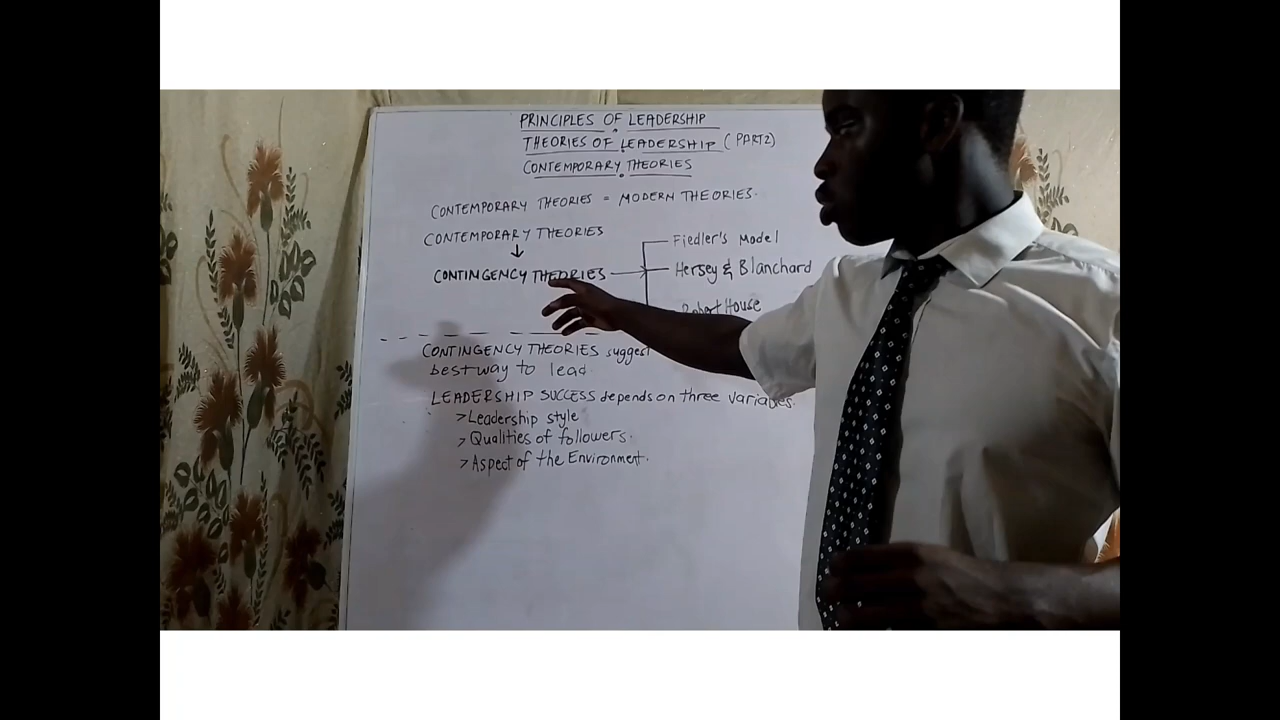 PRINCIPLES OF LEADERSHIP
THEORIES OF LEADERSHIP (PART2)
CONTEMPORARY THEORIES
CONTEMPORARY THEORIES = MODERN THEORIES.
CONTEMPORARY THEORIES
↓
CONTINGENCY THEORIES
Fiedler's Model
Hersey & Blanchard
Robert House
CONTINGENCY THEORIES suggest
best way to lead.
LEADERSHIP SUCCESS depends on three variables.
> Leadership style
> Qualities of followers.
> Aspect of the Environment.